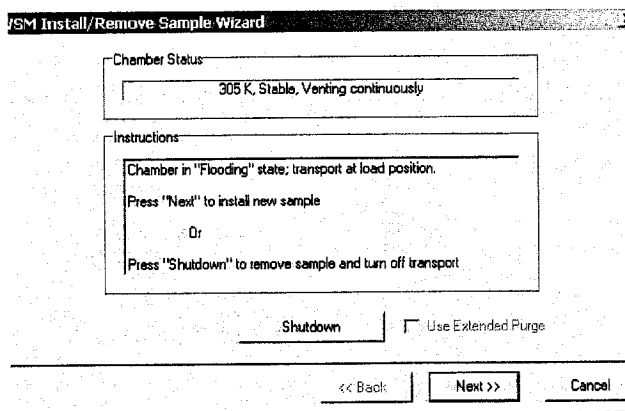 VSM Install/Remove Sample Wizard
Chamber Status
305 K, Stable, Venting continuously
Instructions
Chamber in "Flooding" state; transport at load position.
Press "Next" to install new sample
Or
Press "Shutdown" to remove sample and turn off transport
Shutdown
Use Extended Purge
<< Back
Next >>
Cancel